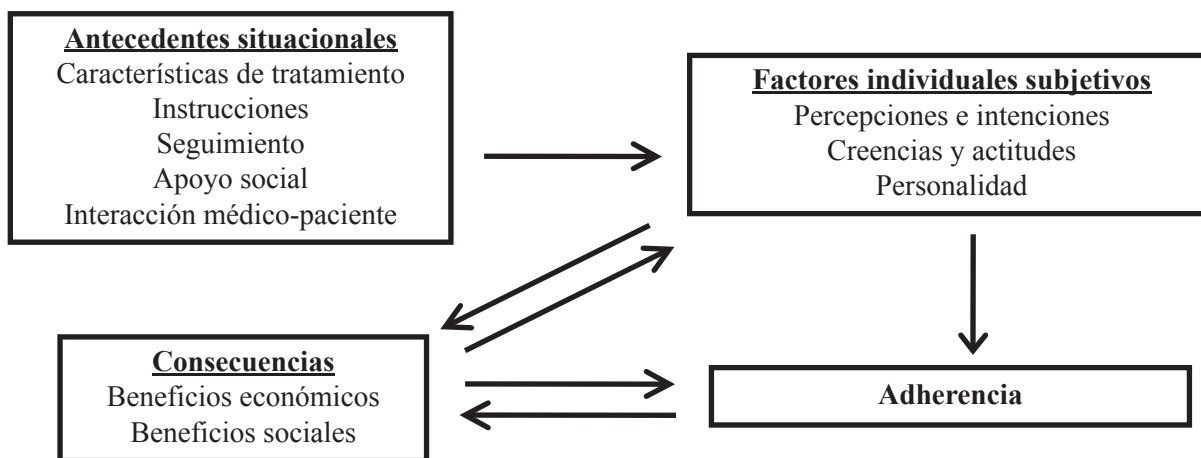 Antecedentes situacionales
Características de tratamiento
Instrucciones
Seguimiento
Apoyo social
Interacción médico-paciente
Factores individuales subjetivos
Percepciones e intenciones
Creencias y actitudes
Personalidad
Consecuencias
Beneficios económicos
Beneficios sociales
Adherencia